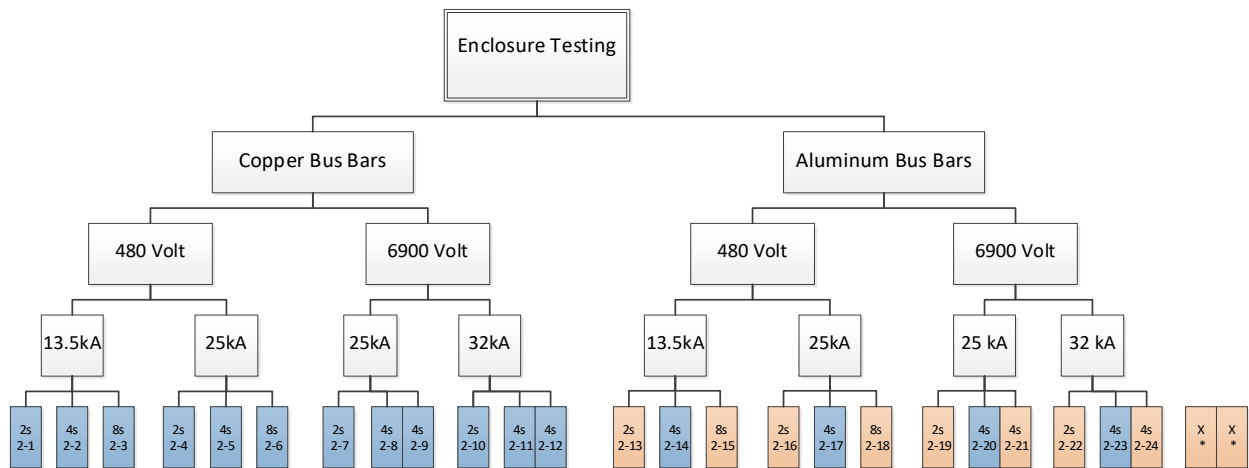 Enclosure Testing
Copper Bus Bars
Aluminum Bus Bars
480 Volt
6900 Volt
480 Volt
6900 Volt
13.5kA
25kA
25kA
32kA
13.5kA
25kA
25 kA
32 kA
2s
2-1
4s
2-2
8s
2-3
2s
2-4
4s
2-5
8s
2-6
2s
2-7
4s
2-8
4s
2-9
2s
2-10
4s
2-11
4s
2-12
2s
2-13
4s
2-14
8s
2-15
2s
2-16
4s
2-17
8s
2-18
2s
2-19
4s
2-20
4s
2-21
2s
2-22
4s
2-23
4s
2-24
X
*
X
*